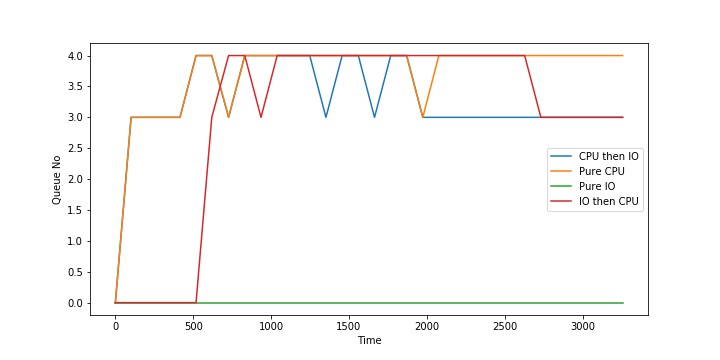 4.0
3.5
3.0
2.5
2.0
1.5
1.0
0.5
0.0
Queue No
CPU then IO
Pure CPU
Pure IO
IO then CPU
0 500 1000 1500 2000 2500 3000
Time